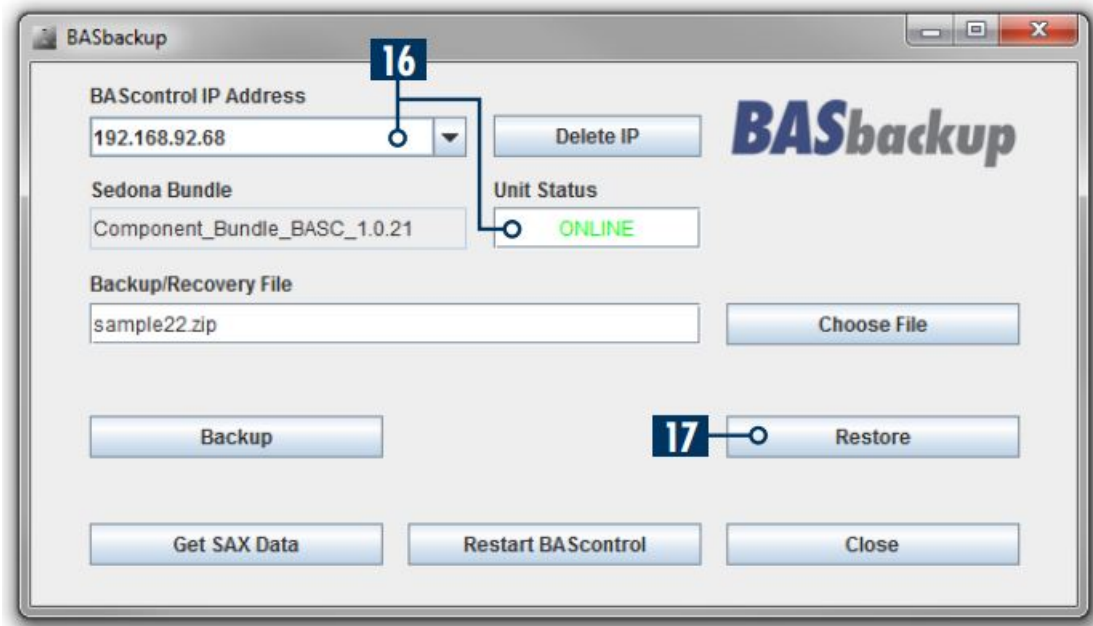 BASbackup
16
BAScontrol IP Address
192.168.92.68
Delete IP
BASbackup
Sedona Bundle
Unit Status
Component_Bundle_BASC_1.0.21
ONLINE
Backup/Recovery File
sample22.zip
Choose File
Backup
17
Restore
Get SAX Data
Restart BAScontrol
Close